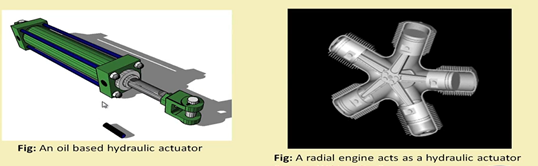 Fig: An oil based hydraulic actuator
Fig: A radial engine acts as a hydraulic actuator